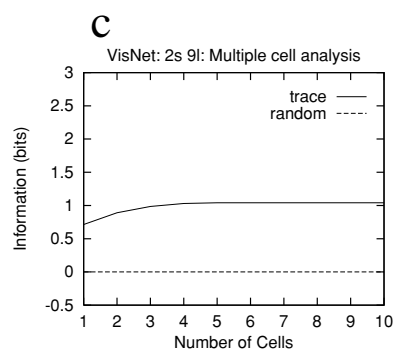 c
VisNet: 2s 9l: Multiple cell analysis
3
2.5
2
1.5
1
0.5
0
-0.5
Information (bits)
trace
random
1 2 3 4 5 6 7 8 9 10
Number of Cells